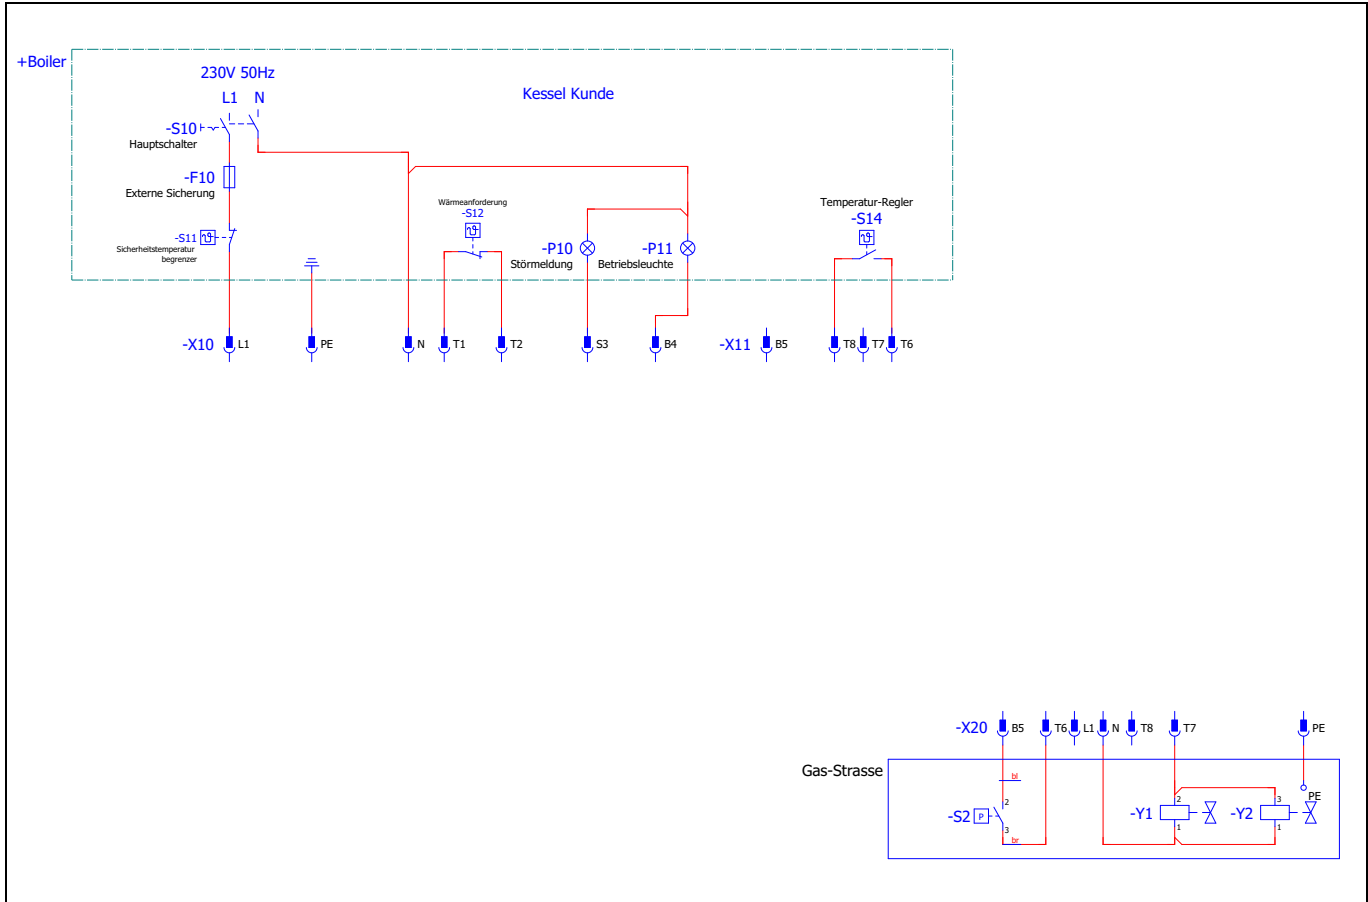 +Boiler
230V 50Hz
Kessel Kunde
L1 N
-S10
Hauptschalter
-F10
Externe Sicherung
-S11
Sicherheitstemperatur
begrenzer
Wärmeanforderung
-S12
-P10
Störmeldung
-P11
Betriebsleuchte
Temperatur-Regler
-S14
-X10 L1 PE N T1 T2 S3 B4 -X11 B5 T8 T7 T6
-X20 B5 T6 L1 N T8 T7 PE
Gas-Strasse
bl
2
-S2 P
3
br
2
-Y1
1
3
-Y2
1
PE